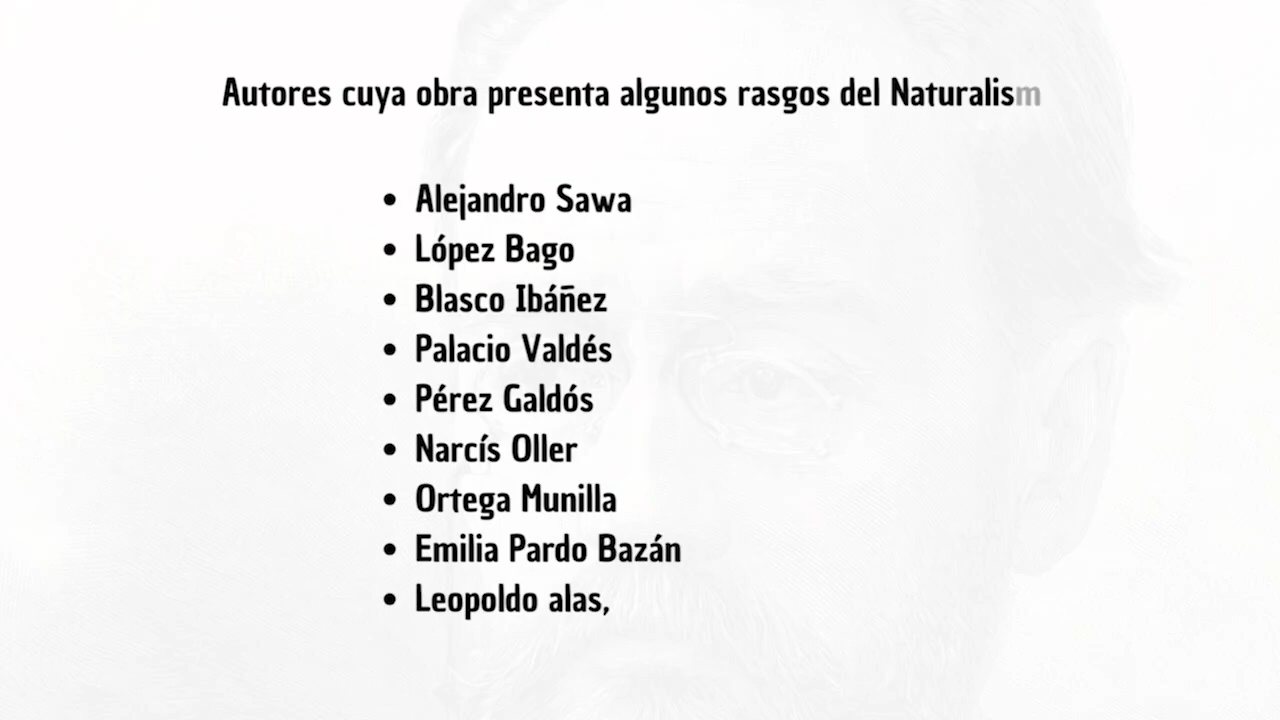 Autores cuya obra presenta algunos rasgos del Naturalism
• Alejandro Sawa
• López Bago
• Blasco Ibáñez
• Palacio Valdés
• Pérez Galdós
• Narcís Oller
• Ortega Munilla
• Emilia Pardo Bazán
• Leopoldo alas,